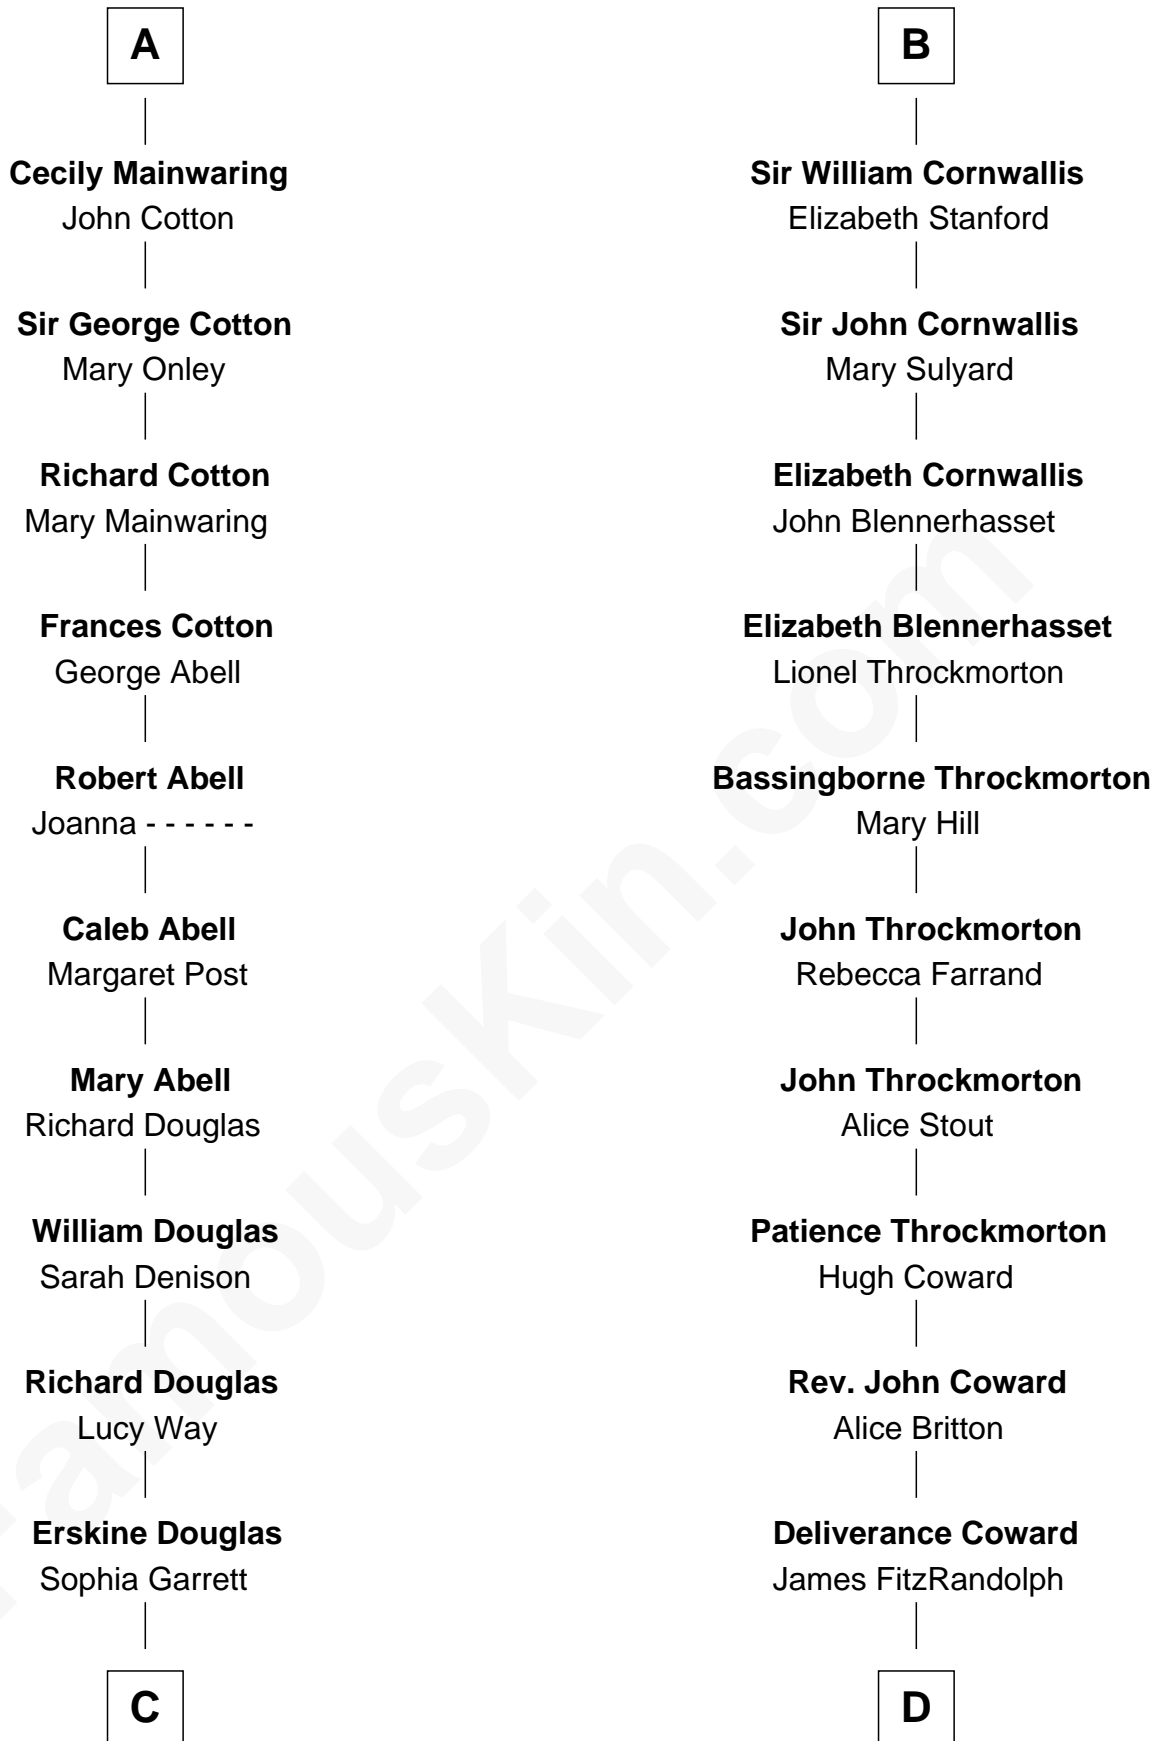 A
Cecily Mainwaring
John Cotton
Sir George Cotton
Mary Onley
Richard Cotton
Mary Mainwaring
Frances Cotton
George Abell
Robert Abell
Joanna - - - - - -
Caleb Abell
Margaret Post
Mary Abell
Richard Douglas
William Douglas
Sarah Denison
Richard Douglas
Lucy Way
Erskine Douglas
Sophia Garrett
C
B
Sir William Cornwallis
Elizabeth Stanford
Sir John Cornwallis
Mary Sulyard
Elizabeth Cornwallis
John Blennerhasset
Elizabeth Blennerhasset
Lionel Throckmorton
Bassingborne Throckmorton
Mary Hill
John Throckmorton
Rebecca Farrand
John Throckmorton
Alice Stout
Patience Throckmorton
Hugh Coward
Rev. John Coward
Alice Britton
Deliverance Coward
James FitzRandolph
D
FamousKin.com